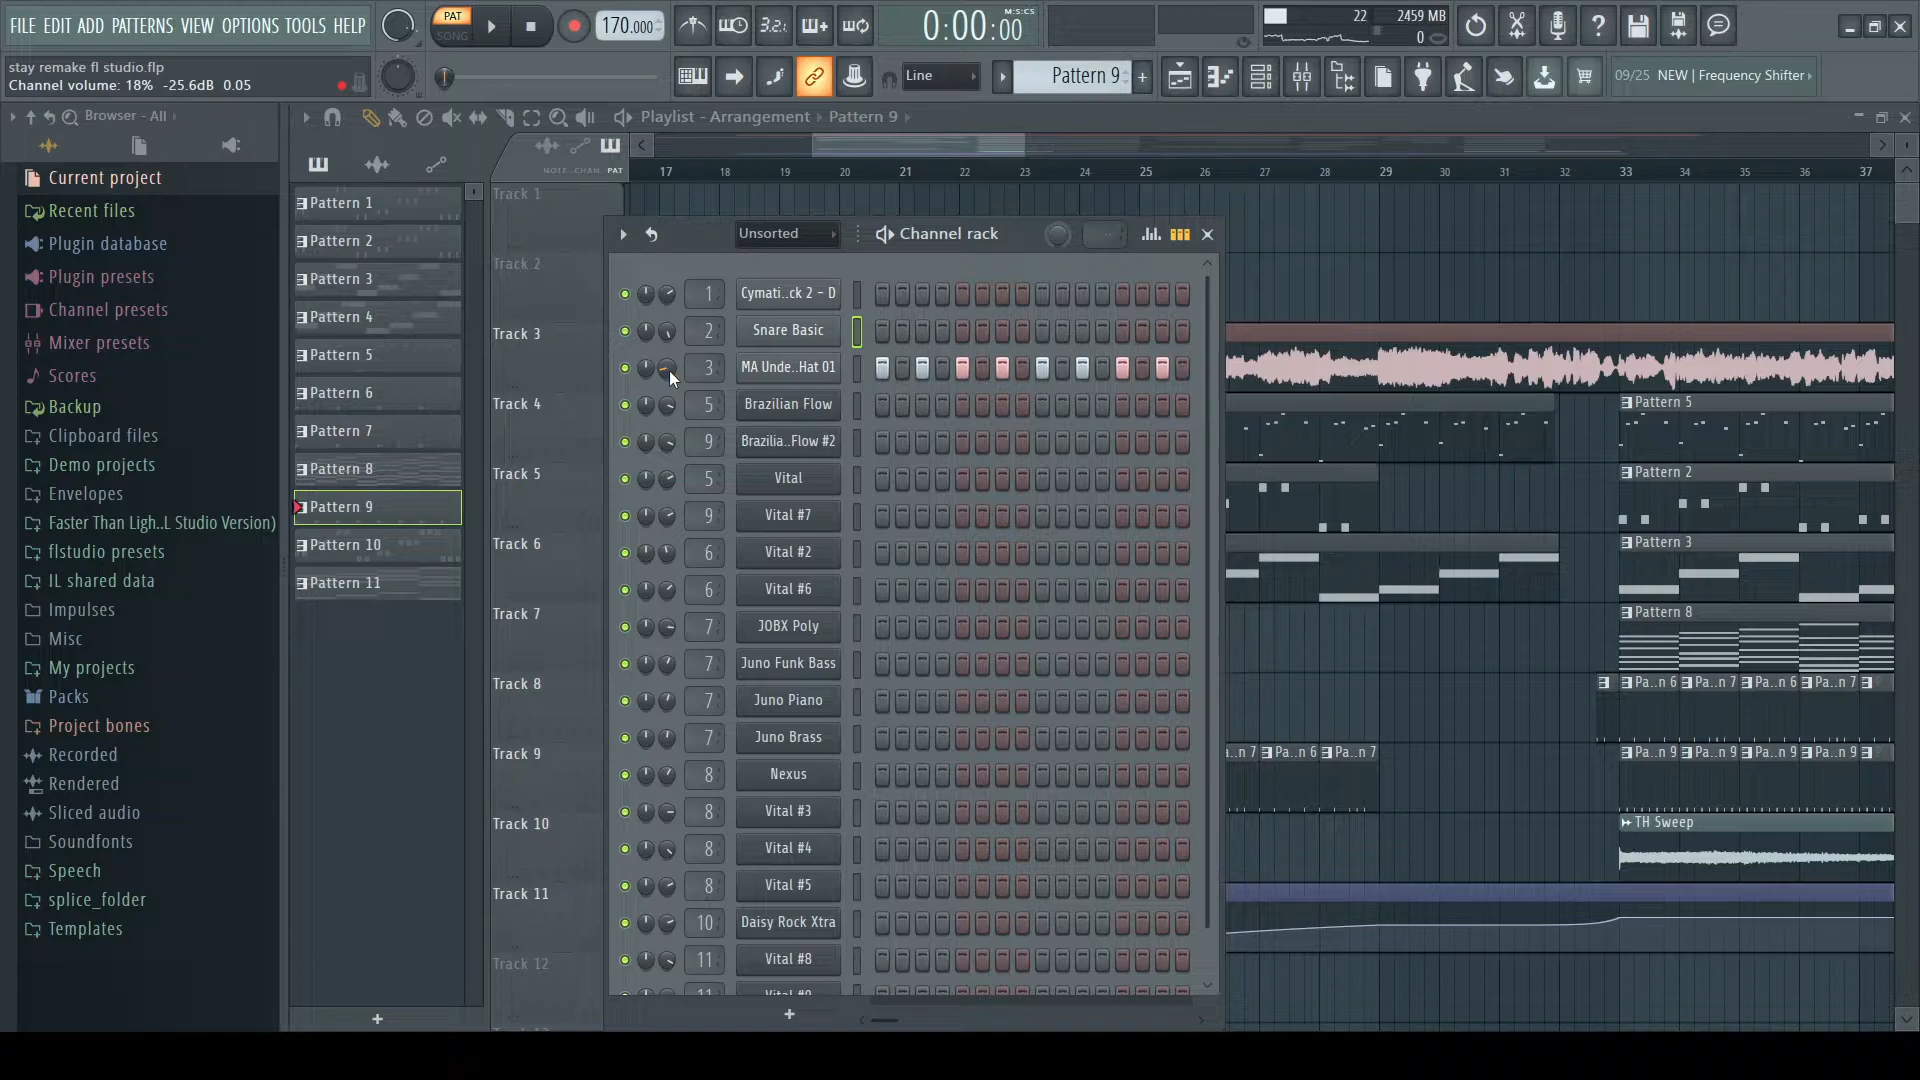 FILE EDIT ADD PATTERNS VIEW OPTIONS TOOLS HELP
PAT
SONG
170.000
3.2.
0:00:00
M:S:CS
22
2459 MB
0
stay remake fl studio.flp
Channel volume: 18% -25.6dB 0.05
Line
Pattern 9
09/25 NEW | Frequency Shifter
Browser - All
Playlist - Arrangement Pattern 9
NOTE CHAN PAT
17 18 19 20 21 22 23 24 25 26 27 28 29 30 31 32 33 34 35 36 37
Current project
Recent files
Plugin database
Plugin presets
Channel presets
Mixer presets
Scores
Backup
Clipboard files
Demo projects
Envelopes
Faster Than Ligh..L Studio Version)
flstudio presets
IL shared data
Impulses
Misc
My projects
Packs
Project bones
Recorded
Rendered
Sliced audio
Soundfonts
Speech
splice_folder
Templates
Pattern 1
Pattern 2
Pattern 3
Pattern 4
Pattern 5
Pattern 6
Pattern 7
Pattern 8
Pattern 9
Pattern 10
Pattern 11
Track 1
Track 2
Track 3
Track 4
Track 5
Track 6
Track 7
Track 8
Track 9
Track 10
Track 11
Track 12
Unsorted
Channel rack
1 Cymati..ck 2 - D
2 Snare Basic
3 MA Unde..Hat 01
5 Brazilian Flow
9 Brazilia..Flow #2
5 Vital
9 Vital #7
6 Vital #2
6 Vital #6
7 JOBX Poly
7 Juno Funk Bass
7 Juno Piano
7 Juno Brass
8 Nexus
8 Vital #3
8 Vital #4
8 Vital #5
10 Daisy Rock Xtra
11 Vital #8
Pattern 5
Pattern 2
Pattern 3
Pattern 8
Pa..n 6 Pa..n 7 Pa..n 6 Pa..n 7
a..n 7 Pa..n 6 Pa..n 7
Pa..n 9 Pa..n 9 Pa..n 9 Pa..n 9
TH Sweep